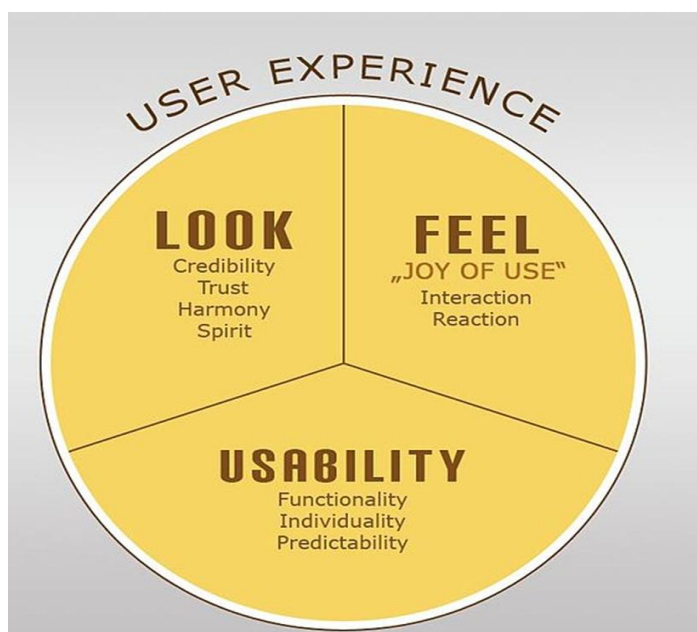 USER EXPERIENCE
LOOK
Credibility
Trust
Harmony
Spirit
FEEL
„JOY OF USE“
Interaction
Reaction
USABILITY
Functionality
Individuality
Predictability